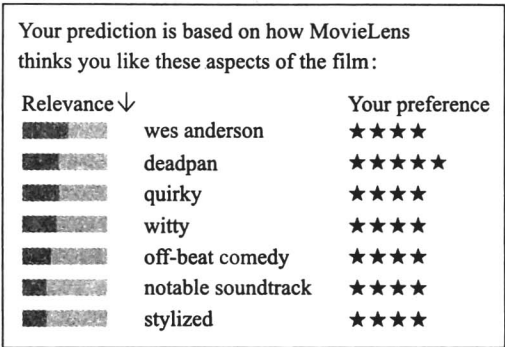 Your prediction is based on how MovieLens
thinks you like these aspects of the film:
Relevance↓ Your preference
wes anderson ★★★★
deadpan ★★★★★
quirky ★★★★
witty ★★★★
off-beat comedy ★★★★
notable soundtrack ★★★★
stylized ★★★★